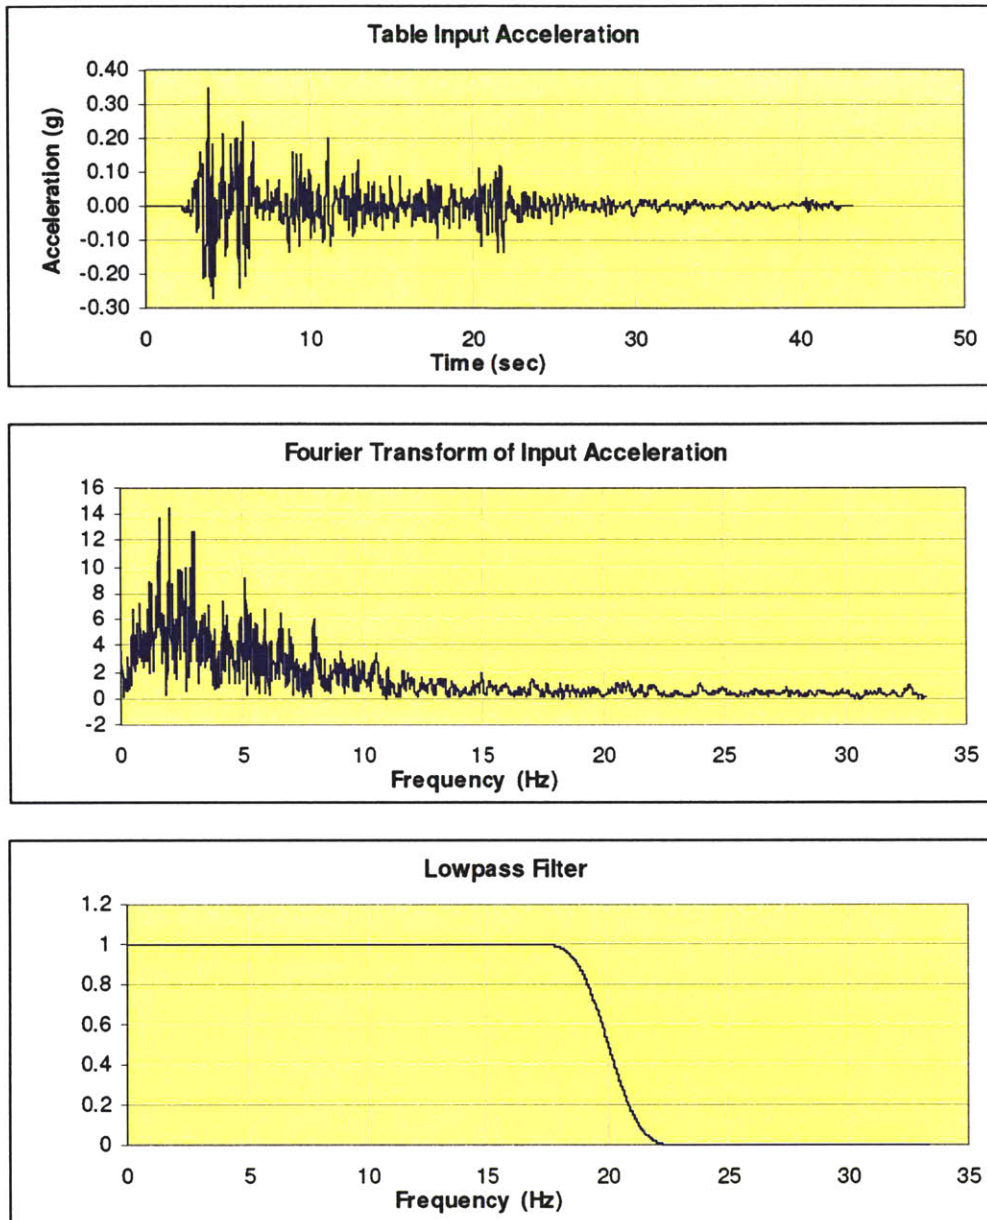 Table Input Acceleration
0.40
0.30
0.20
0.10
0.00
-0.10
-0.20
-0.30
Acceleration (g)
0 10 20 30 40 50
Time (sec)
Fourier Transform of Input Acceleration
16
14
12
10
8
6
4
2
0
-2
0 5 10 15 20 25 30 35
Frequency (Hz)
Lowpass Filter
1.2
1
0.8
0.6
0.4
0.2
0
0 5 10 15 20 25 30 35
Frequency (Hz)